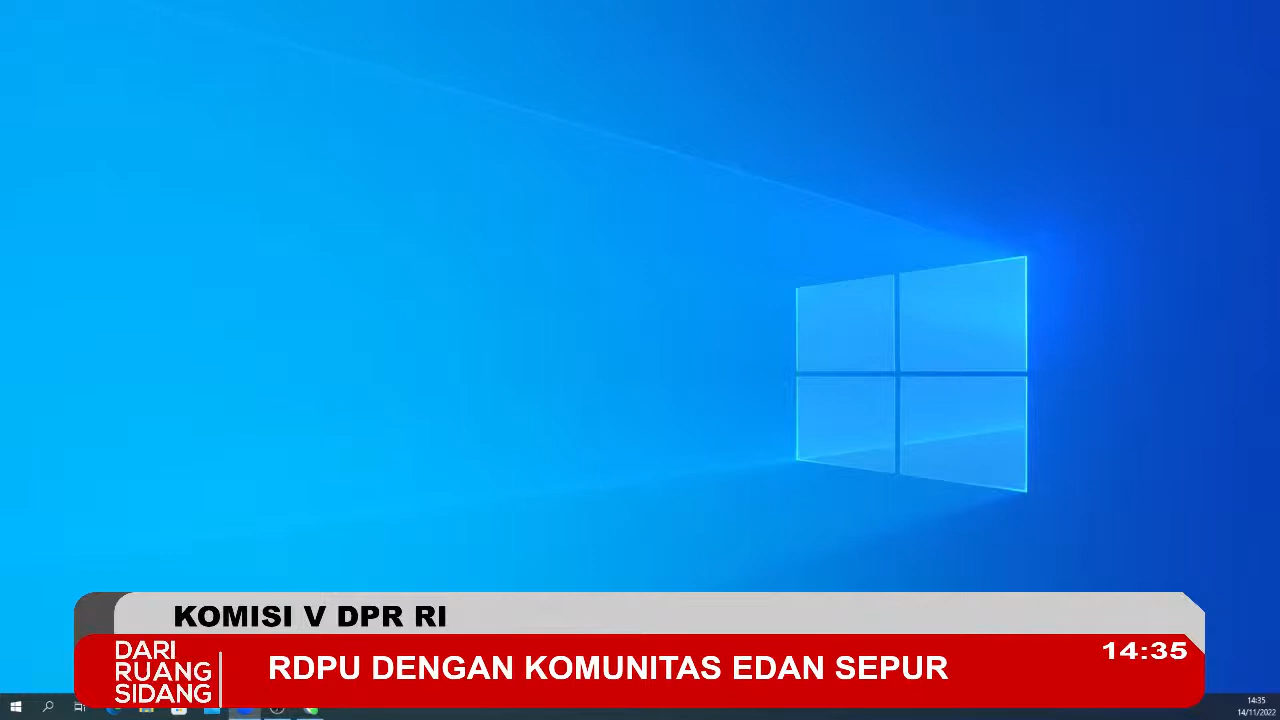 KOMISI V DPR RI
DARI
RUANG
SIDANG
RDPU DENGAN KOMUNITAS EDAN SEPUR
14:35
14:35
14/11/2022